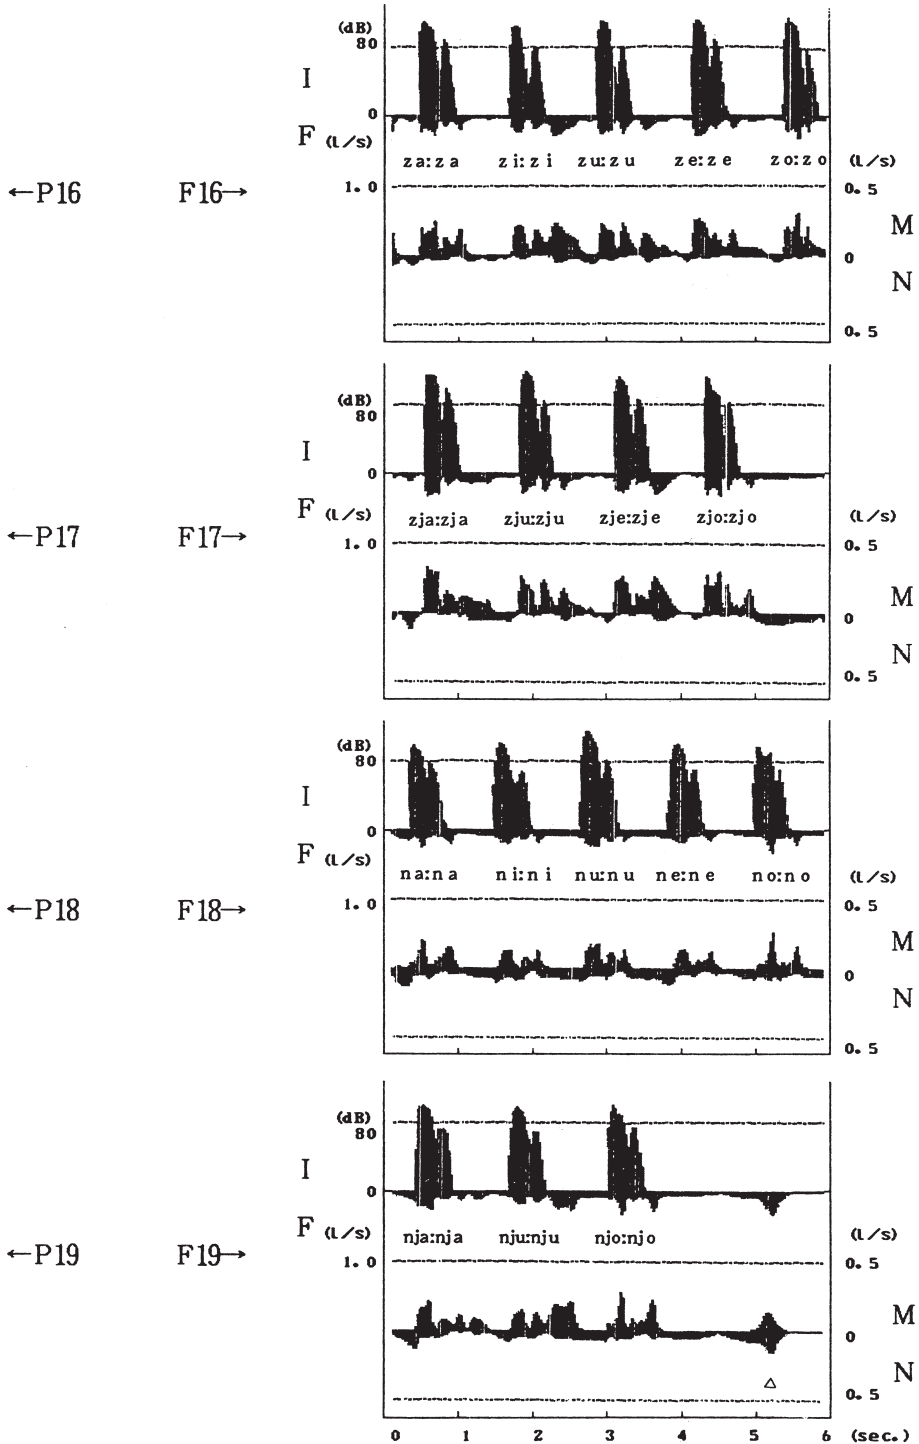 (dB)
80
I
0
F (l/s)
za:za zi:zi zu:zu ze:ze zo:zo (l/s)
←P16 F16→ 1.0 0.5
M
0
N
0.5
(dB)
80
I
0
F (l/s)
zja:zja zju:zju zje:zje zjo:zjo (l/s)
←P17 F17→ 1.0 0.5
M
0
N
0.5
(dB)
80
I
0
F (l/s)
na:na ni:ni nu:nu ne:ne no:no (l/s)
←P18 F18→ 1.0 0.5
M
0
N
0.5
(dB)
80
I
0
F (l/s)
nja:nja nju:nju njo:njo (l/s)
←P19 F19→ 1.0 0.5
M
0
N
△
0.5
0 1 2 3 4 5 6 (sec.)